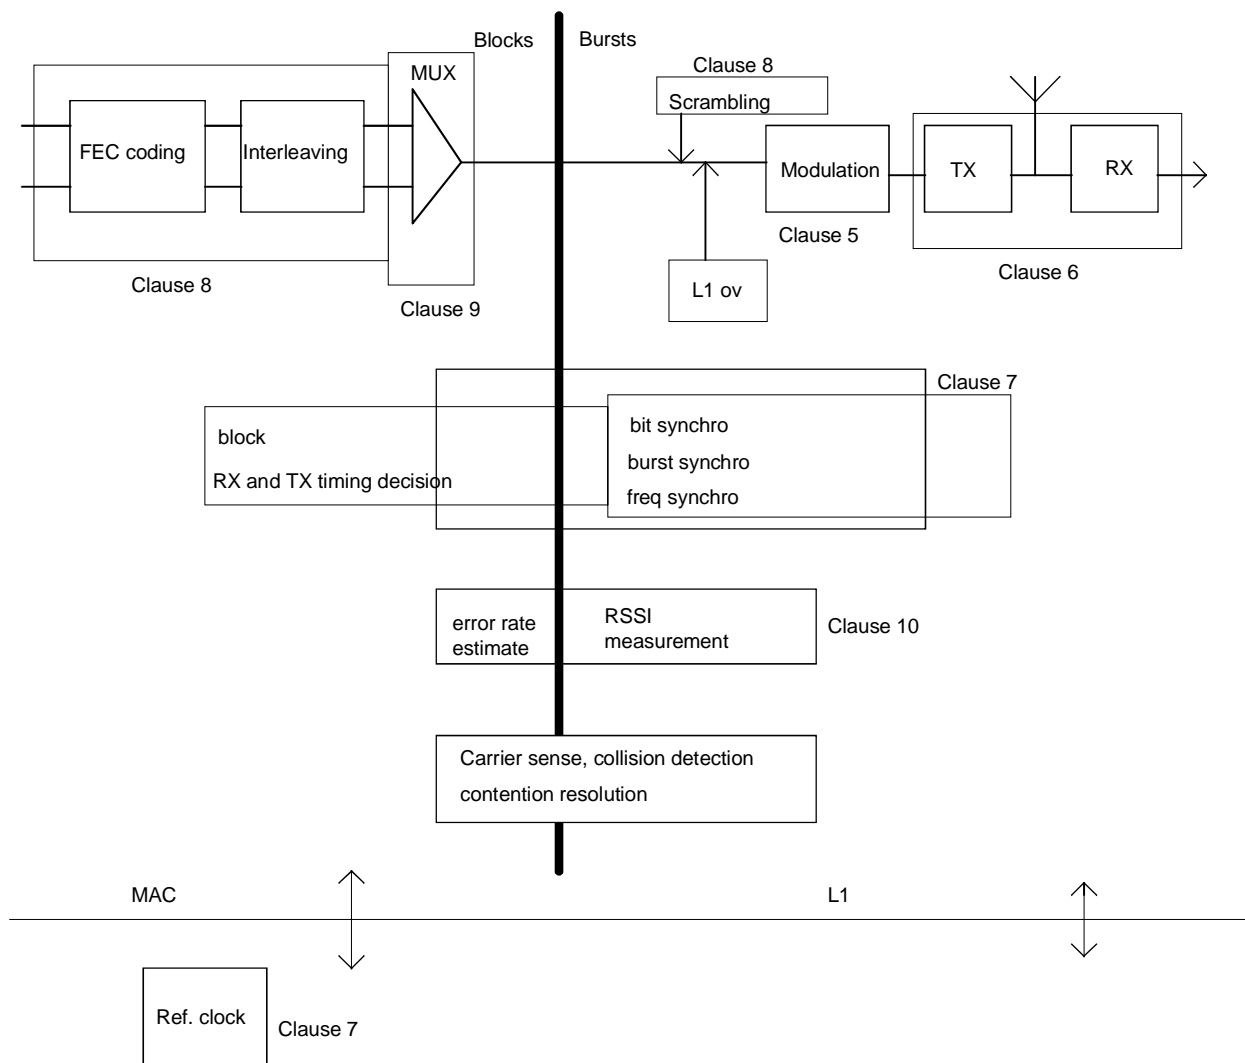 Blocks
Bursts
MUX
Clause 8
Scrambling
FEC coding
Interleaving
Modulation
TX
RX
Clause 5
Clause 8
Clause 9
L1 ov
Clause 6
Clause 7
block
RX and TX timing decision
bit synchro
burst synchro
freq synchro
error rate
estimate
RSSI
measurement
Clause 10
Carrier sense, collision detection
contention resolution
MAC
L1
Ref. clock
Clause 7